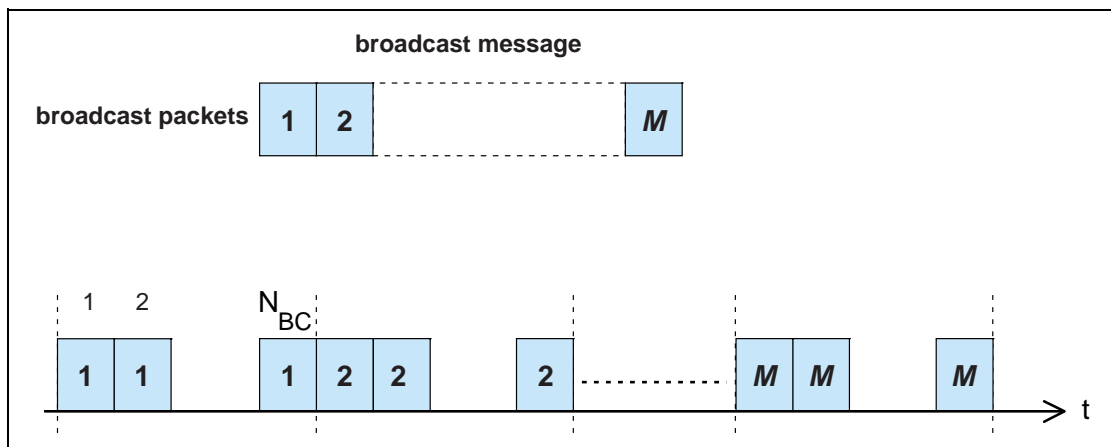 broadcast message
broadcast packets 1 2 M
1 2 N_BC
1 1 1 2 2 2 M M M
t